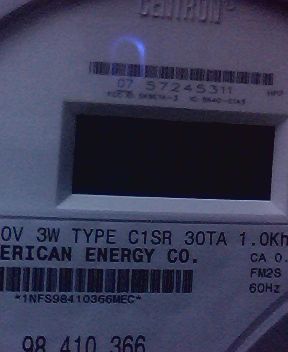 CENTRON
07 57245311
0V 3W TYPE C1SR 30TA 1.0Kh
ERICAN ENERGY CO. CA 0.
FM2S
60Hz
*1NFS98410366MEC*
98 410 366